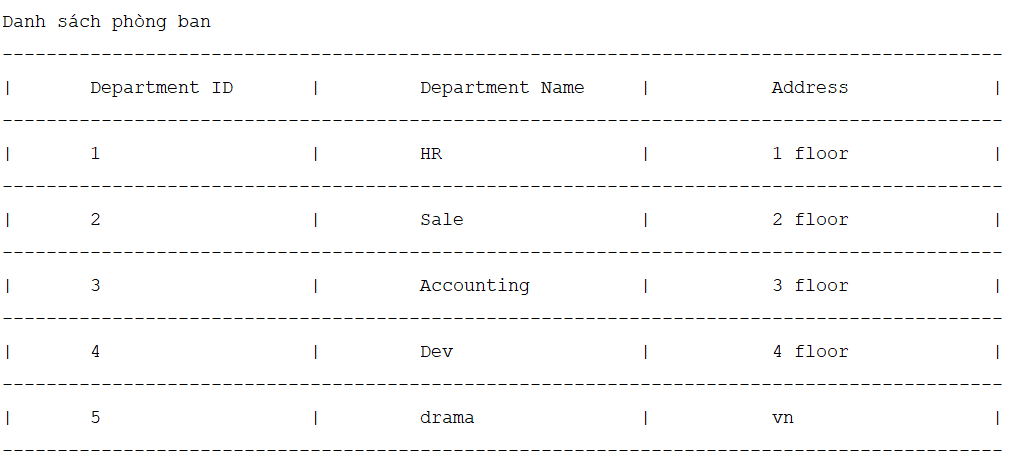 Danh sách phòng ban
-------------------------------------------------------------------------------------------
| Department ID | Department Name | Address |
-------------------------------------------------------------------------------------------
| 1 | HR | 1 floor |
-------------------------------------------------------------------------------------------
| 2 | Sale | 2 floor |
-------------------------------------------------------------------------------------------
| 3 | Accounting | 3 floor |
-------------------------------------------------------------------------------------------
| 4 | Dev | 4 floor |
-------------------------------------------------------------------------------------------
| 5 | drama | vn |
-------------------------------------------------------------------------------------------